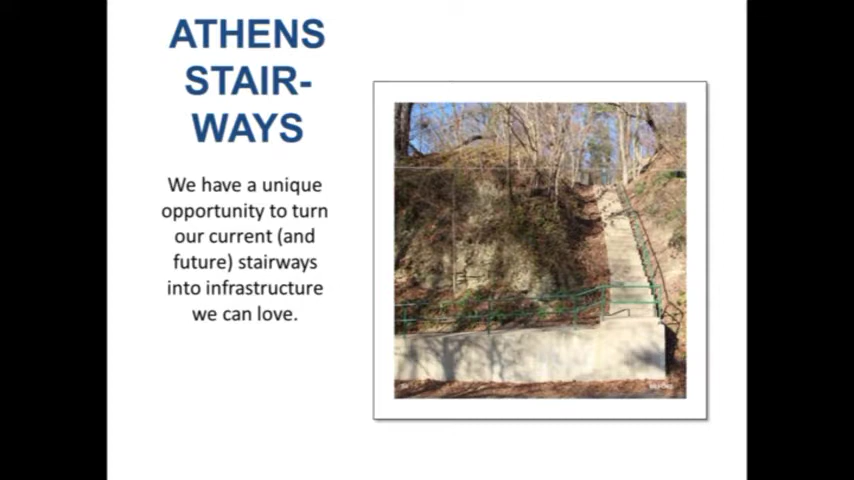 ATHENS
STAIR-
WAYS
We have a unique
opportunity to turn
our current (and
future) stairways
into infrastructure
we can love.